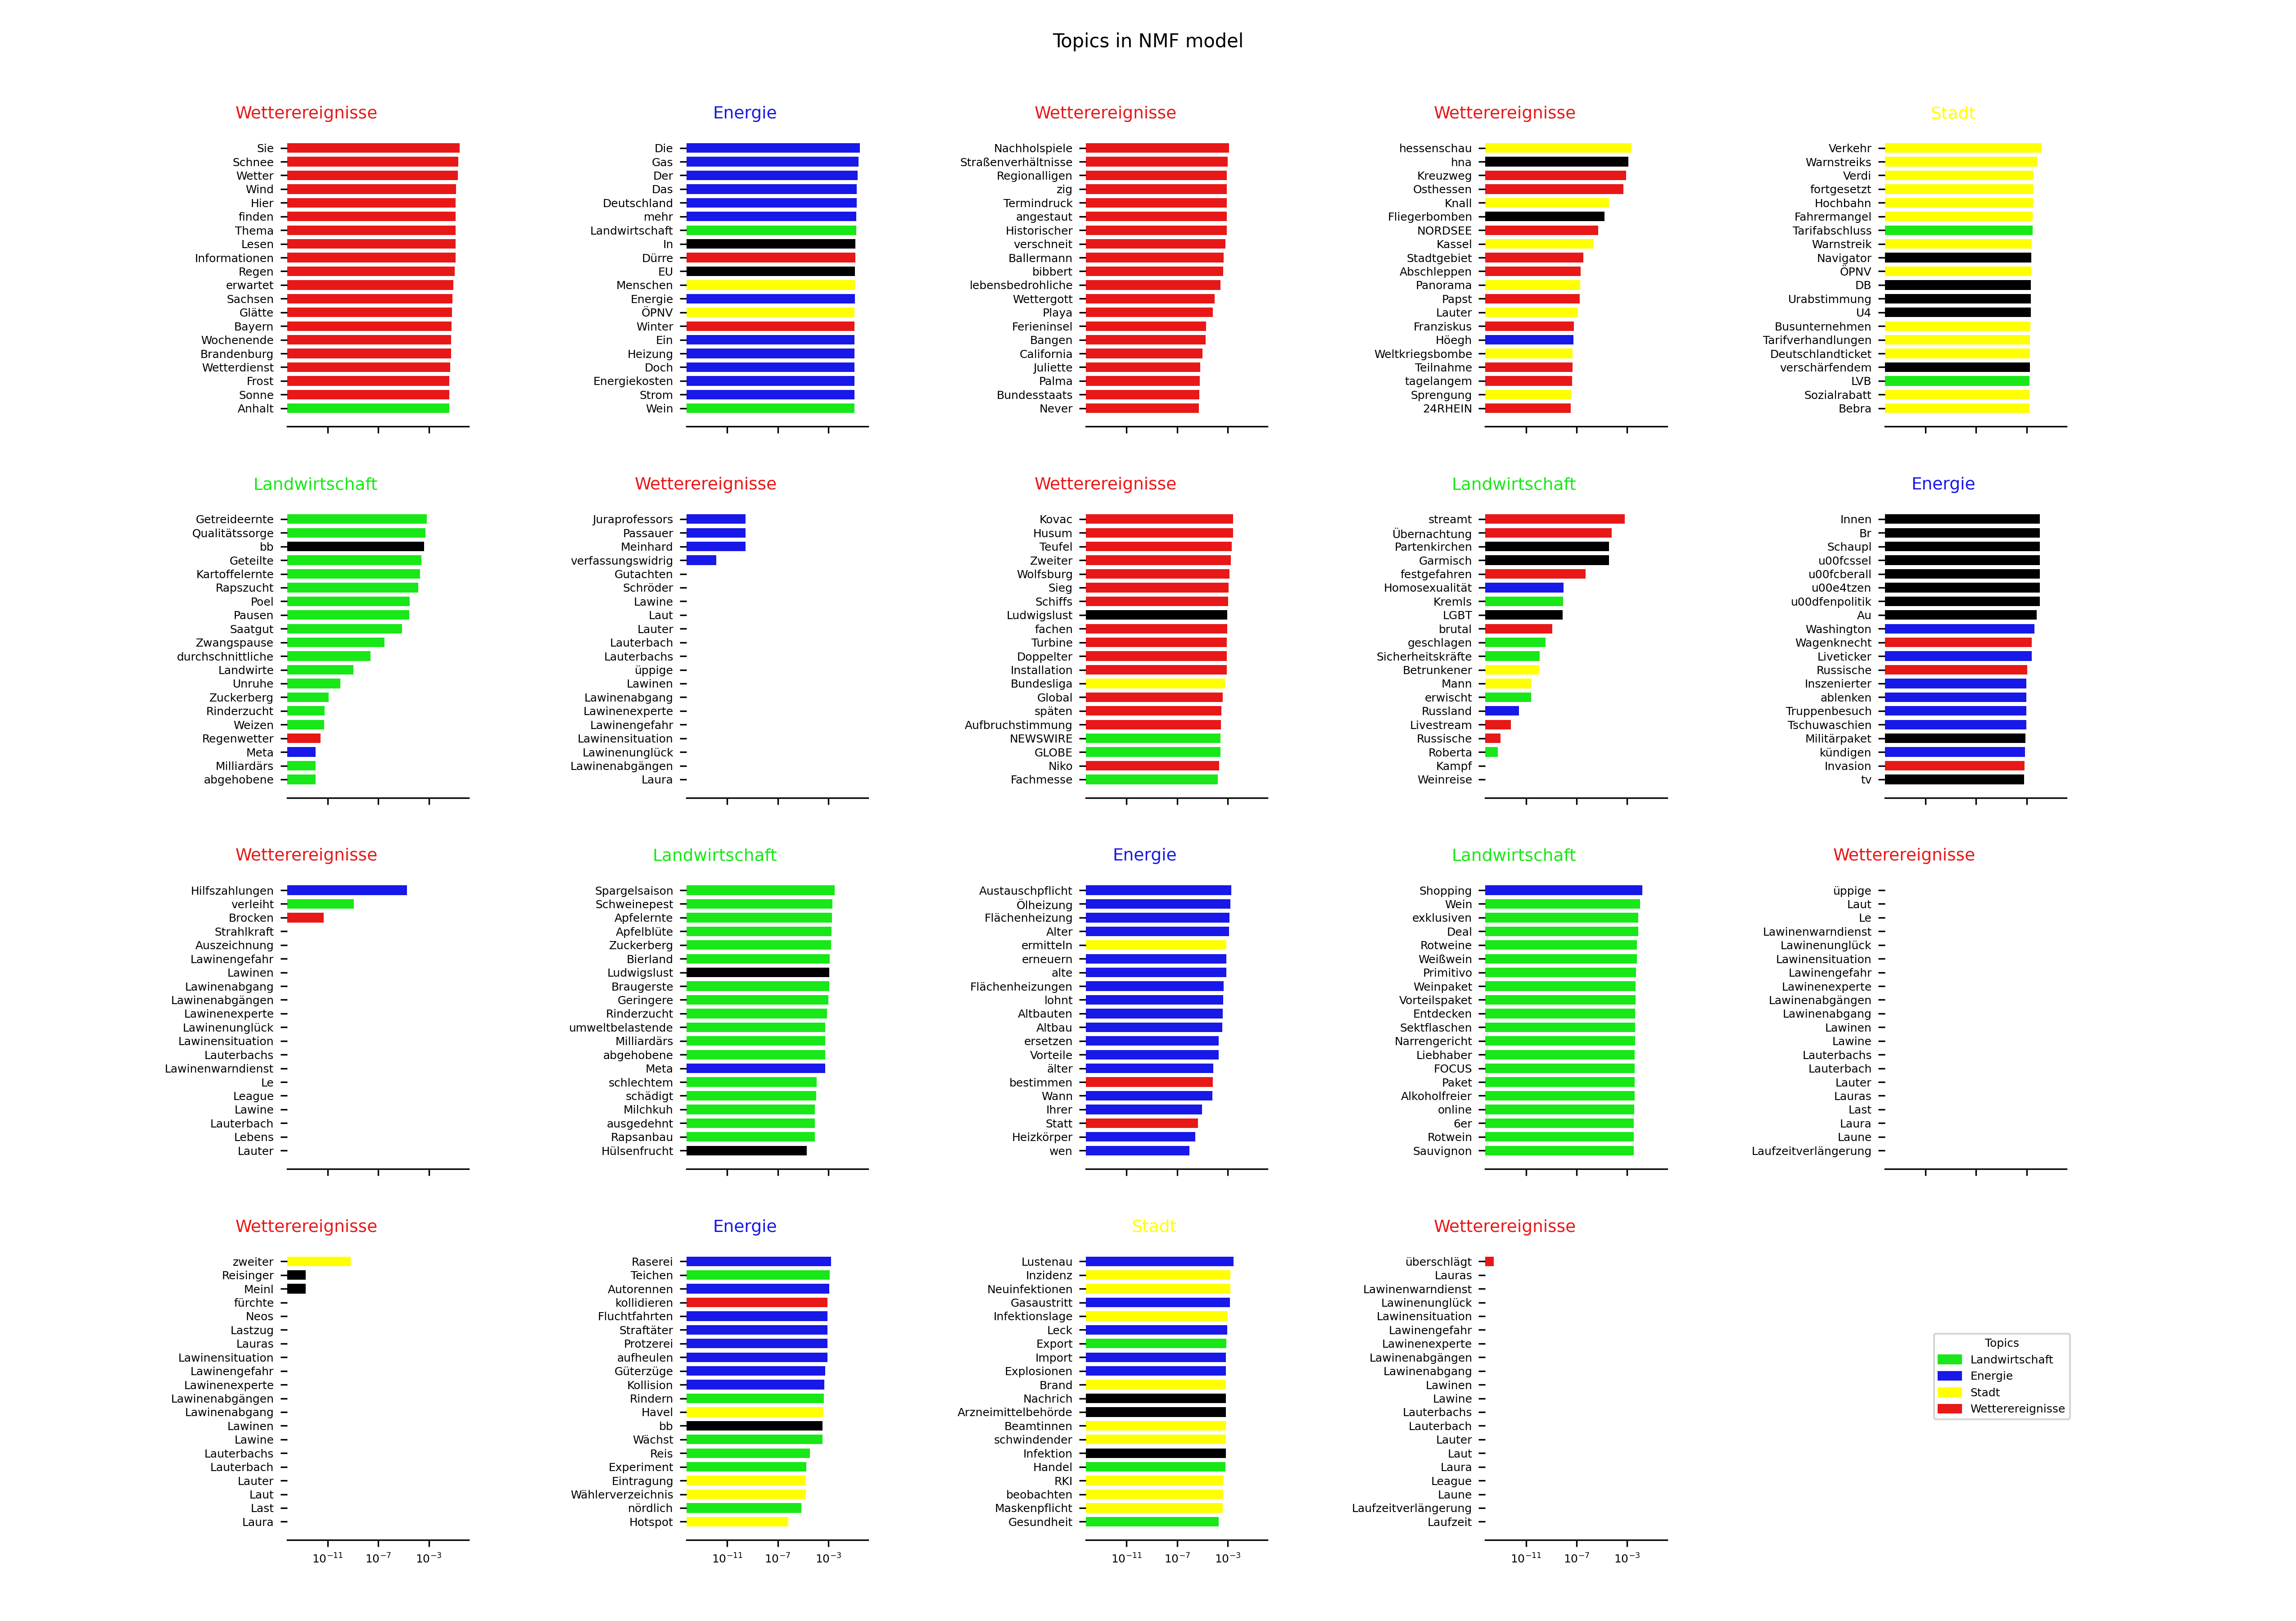 Topics in NMF model
Wetterereignisse
Sie
Schnee
Wetter
Wind
Hier
finden
Thema
Lesen
Informationen
Regen
erwartet
Sachsen
Glätte
Bayern
Wochenende
Brandenburg
Wetterdienst
Frost
Sonne
Anhalt
Energie
Die
Gas
Der
Das
Deutschland
mehr
Landwirtschaft
In
Dürre
EU
Menschen
Energie
ÖPNV
Winter
Ein
Heizung
Doch
Energiekosten
Strom
Wein
Wetterereignisse
Nachholspiele
Straßenverhältnisse
Regionalligen
zig
Termindruck
angestaut
Historischer
verschneit
Ballermann
bibbert
lebensbedrohliche
Wettergott
Playa
Ferieninsel
Bangen
California
Juliette
Palma
Bundesstaats
Never
Wetterereignisse
hessenschau
hna
Kreuzweg
Osthessen
Knall
Fliegerbomben
NORDSEE
Kassel
Stadtgebiet
Abschleppen
Panorama
Papst
Lauter
Franziskus
Höegh
Weltkriegsbombe
Teilnahme
tagelangem
Sprengung
24RHEIN
Stadt
Verkehr
Warnstreiks
Verdi
fortgesetzt
Hochbahn
Fahrermangel
Tarifabschluss
Warnstreik
Navigator
ÖPNV
DB
Urabstimmung
U4
Busunternehmen
Tarifverhandlungen
Deutschlandticket
verschärfendem
LVB
Sozialrabatt
Bebra
Landwirtschaft
Getreideernte
Qualitätssorge
bb
Geteilte
Kartoffelernte
Rapszucht
Poel
Pausen
Saatgut
Zwangspause
durchschnittliche
Landwirte
Unruhe
Zuckerberg
Rinderzucht
Weizen
Regenwetter
Meta
Milliardärs
abgehobene
Wetterereignisse
Juraprofessors
Passauer
Meinhard
verfassungswidrig
Gutachten
Schröder
Lawine
Laut
Lauter
Lauterbach
Lauterbachs
üppige
Lawinen
Lawinenabgang
Lawinenexperte
Lawinengefahr
Lawinensituation
Lawinenunglück
Lawinenabgängen
Laura
Wetterereignisse
Kovac
Husum
Teufel
Zweiter
Wolfsburg
Sieg
Schiffs
Ludwigslust
fachen
Turbine
Doppelter
Installation
Bundesliga
Global
späten
Aufbruchstimmung
NEWSWIRE
GLOBE
Niko
Fachmesse
Landwirtschaft
streamt
Übernachtung
Partenkirchen
Garmisch
festgefahren
Homosexualität
Kremls
LGBT
brutal
geschlagen
Sicherheitskräfte
Betrunkener
Mann
erwischt
Russland
Livestream
Russische
Roberta
Kampf
Weinreise
Energie
Innen
Br
Schaupl
u00fcssel
u00fcberall
u00e4tzen
u00dfenpolitik
Au
Washington
Wagenknecht
Liveticker
Russische
Inszenierter
ablenken
Truppenbesuch
Tschuwaschien
Militärpaket
kündigen
Invasion
tv
Wetterereignisse
Hilfszahlungen
verleiht
Brocken
Strahlkraft
Auszeichnung
Lawinengefahr
Lawinen
Lawinenabgang
Lawinenabgängen
Lawinenexperte
Lawinenunglück
Lawinensituation
Lauterbachs
Lawinenwarndienst
Le
League
Lawine
Lauterbach
Lebens
Lauter
Landwirtschaft
Spargelsaison
Schweinepest
Apfelernte
Apfelblüte
Zuckerberg
Bierland
Ludwigslust
Braugerste
Geringere
Rinderzucht
umweltbelastende
Milliardärs
abgehobene
Meta
schlechtem
schädigt
Milchkuh
ausgedehnt
Rapsanbau
Hülsenfrucht
Energie
Austauschpflicht
Ölheizung
Flächenheizung
Alter
ermitteln
erneuern
alte
Flächenheizungen
lohnt
Altbauten
Altbau
ersetzen
Vorteile
älter
bestimmen
Wann
Ihrer
Statt
Heizkörper
wen
Landwirtschaft
Shopping
Wein
exklusiven
Deal
Rotweine
Weißwein
Primitivo
Weinpaket
Vorteilspaket
Entdecken
Sektflaschen
Narrengericht
Liebhaber
FOCUS
Paket
Alkoholfreier
online
6er
Rotwein
Sauvignon
Wetterereignisse
üppige
Laut
Le
Lawinenwarndienst
Lawinenunglück
Lawinensituation
Lawinengefahr
Lawinenexperte
Lawinenabgängen
Lawinenabgang
Lawinen
Lawine
Lauterbachs
Lauterbach
Lauter
Lauras
Last
Laura
Laune
Laufzeitverlängerung
Wetterereignisse
zweiter
Reisinger
Meinl
fürchte
Neos
Lastzug
Lauras
Lawinensituation
Lawinengefahr
Lawinenexperte
Lawinenabgängen
Lawinenabgang
Lawinen
Lawine
Lauterbachs
Lauterbach
Lauter
Laut
Last
Laura
10⁻¹¹ 10⁻⁷ 10⁻³
Energie
Raserei
Teichen
Autorennen
kollidieren
Fluchtfahrten
Straftäter
Protzerei
aufheulen
Güterzüge
Kollision
Rindern
Havel
bb
Wächst
Reis
Experiment
Eintragung
Wählerverzeichnis
nördlich
Hotspot
10⁻¹¹ 10⁻⁷ 10⁻³
Stadt
Lustenau
Inzidenz
Neuinfektionen
Gasaustritt
Infektionslage
Leck
Export
Import
Explosionen
Brand
Nachrich
Arzneimittelbehörde
Beamtinnen
schwindender
Infektion
Handel
RKI
beobachten
Maskenpflicht
Gesundheit
10⁻¹¹ 10⁻⁷ 10⁻³
Wetterereignisse
überschlägt
Lauras
Lawinenwarndienst
Lawinenunglück
Lawinensituation
Lawinengefahr
Lawinenexperte
Lawinenabgängen
Lawinenabgang
Lawinen
Lawine
Lauterbachs
Lauterbach
Lauter
Laut
Laura
League
Laune
Laufzeitverlängerung
Laufzeit
10⁻¹¹ 10⁻⁷ 10⁻³
Topics
Landwirtschaft
Energie
Stadt
Wetterereignisse